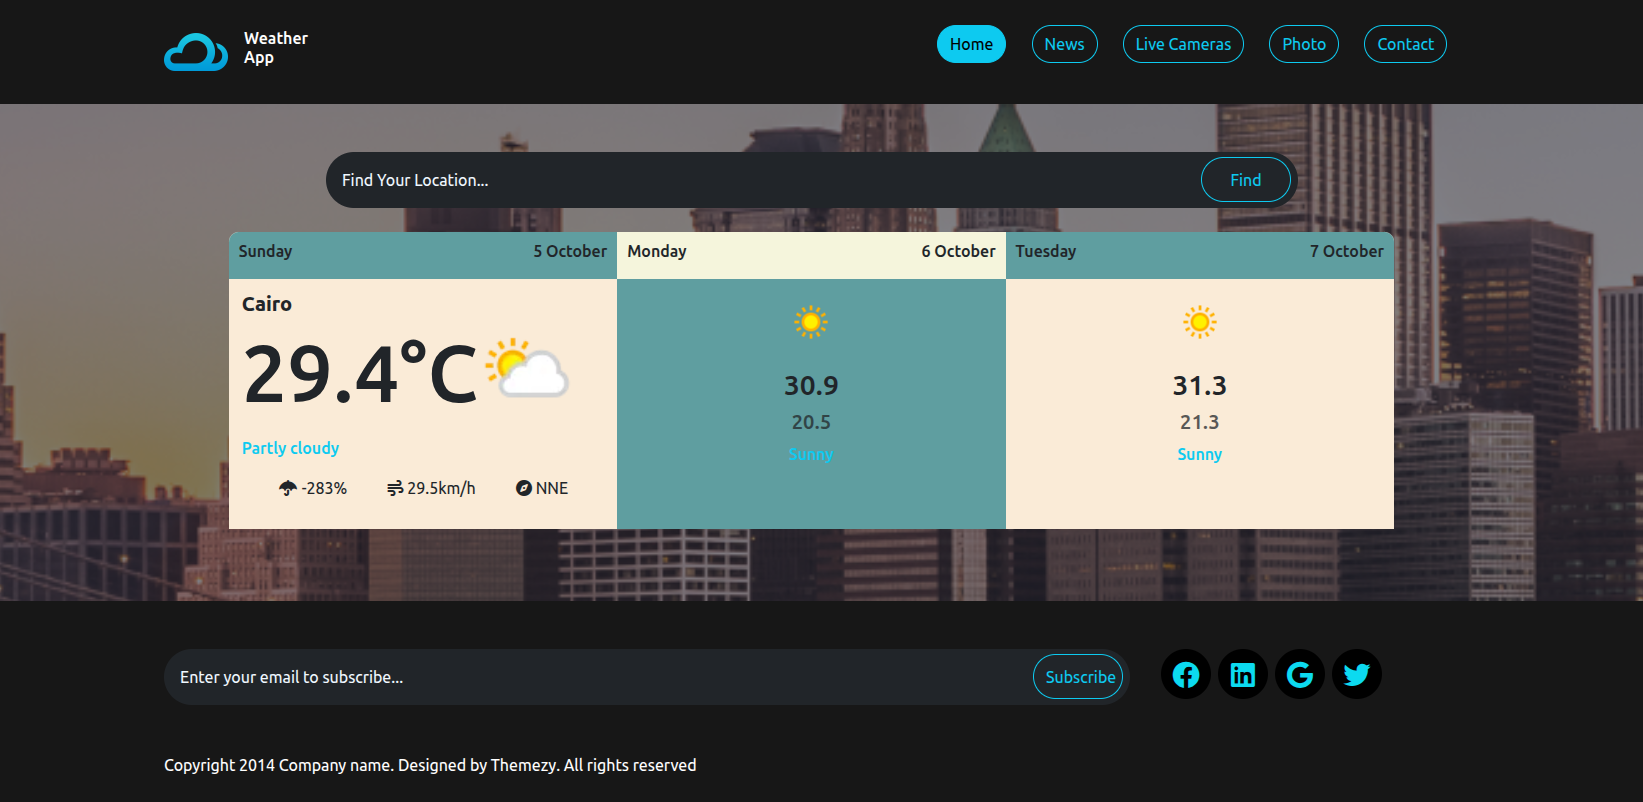 Weather
App
Home
News
Live Cameras
Photo
Contact
Find Your Location...
Find
Sunday
5 October
Monday
6 October
Tuesday
7 October
Cairo
29.4°C
Partly cloudy
-283%
29.5km/h
NNE
30.9
20.5
Sunny
31.3
21.3
Sunny
Enter your email to subscribe...
Subscribe
Copyright 2014 Company name. Designed by Themezy. All rights reserved